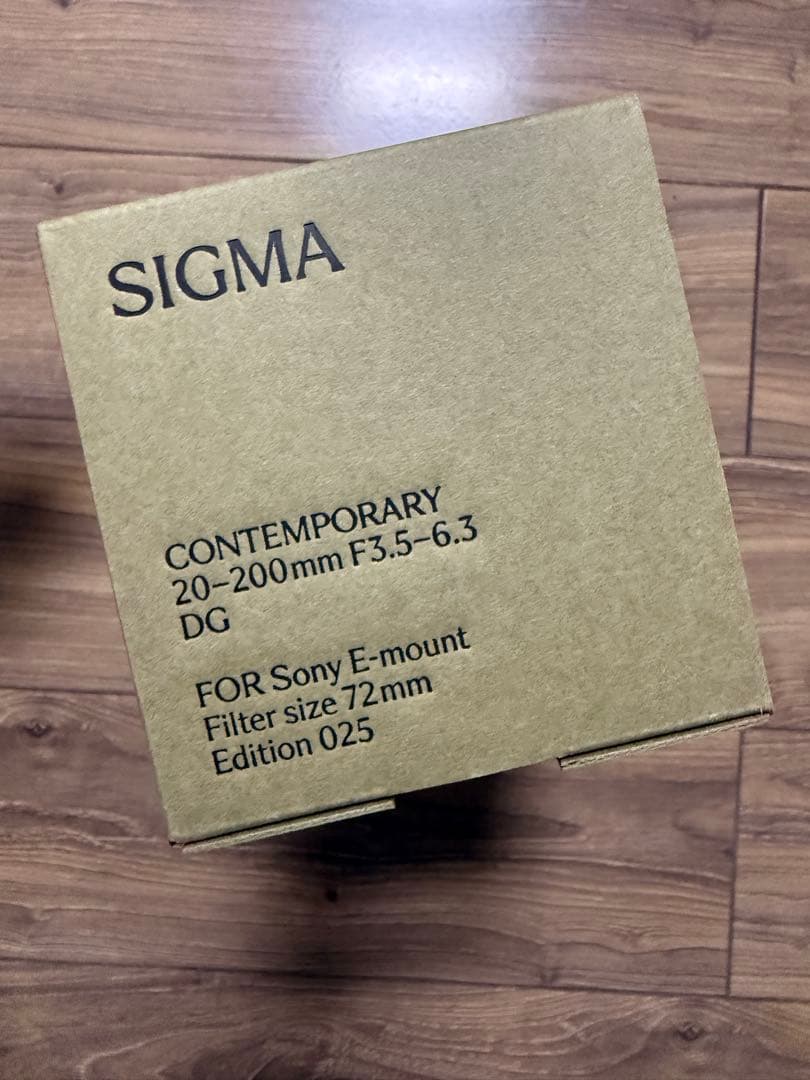 SIGMA
CONTEMPORARY
20–200mm F3.5–6.3
DG
FOR Sony E-mount
Filter size 72mm
Edition 025